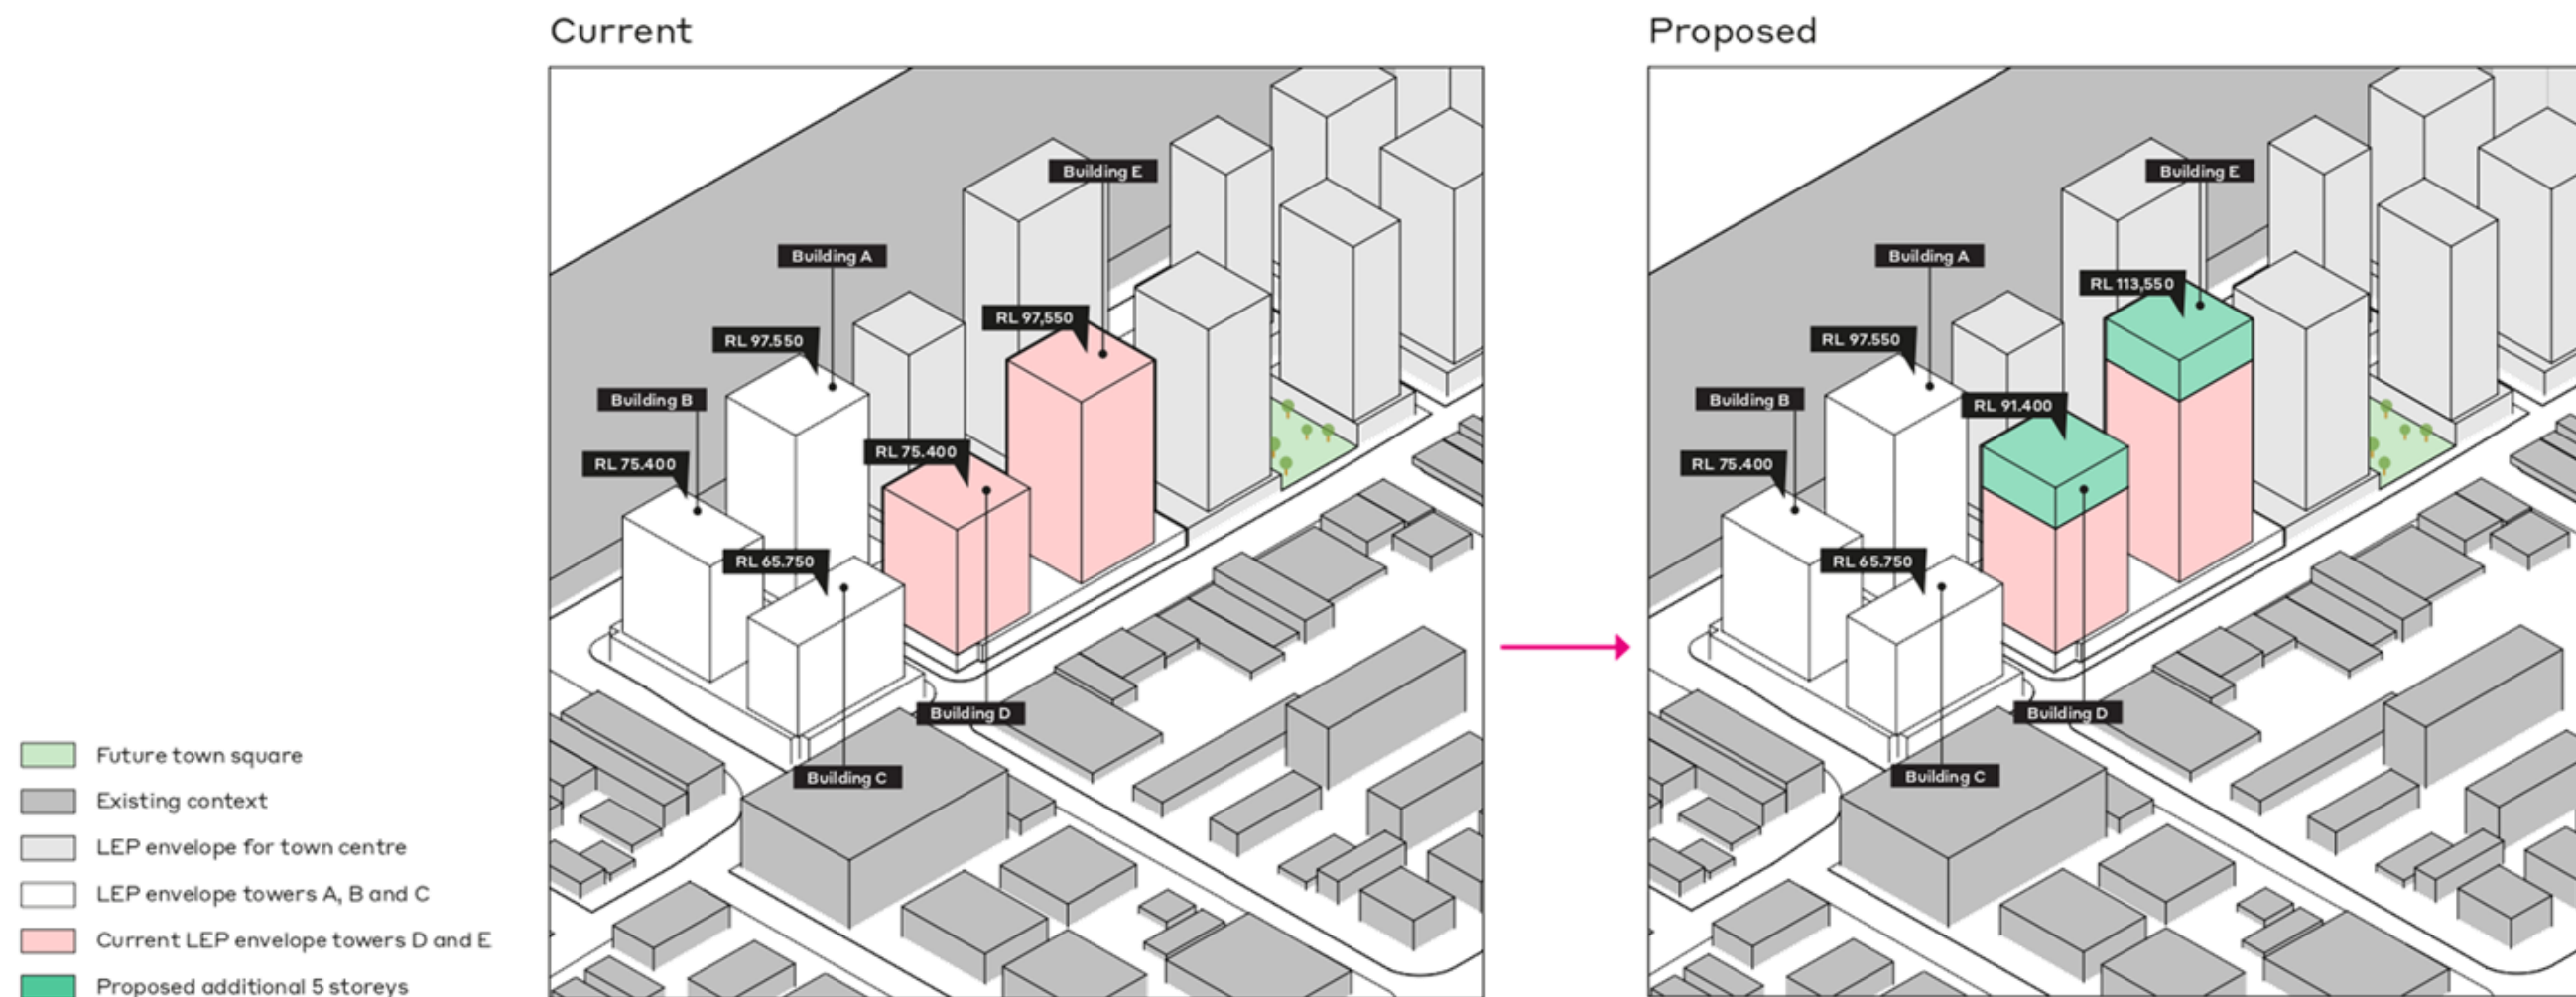 Current
Building E
Building A
RL 97,550
RL 97.550
Building B
RL 75.400
RL 75.400
RL 65.750
Building D
Building C
Proposed
Building E
Building A
RL 113,550
RL 97.550
Building B
RL 91.400
RL 75.400
RL 65.750
Building D
Building C
Future town square
Existing context
LEP envelope for town centre
LEP envelope towers A, B and C
Current LEP envelope towers D and E
Proposed additional 5 storeys